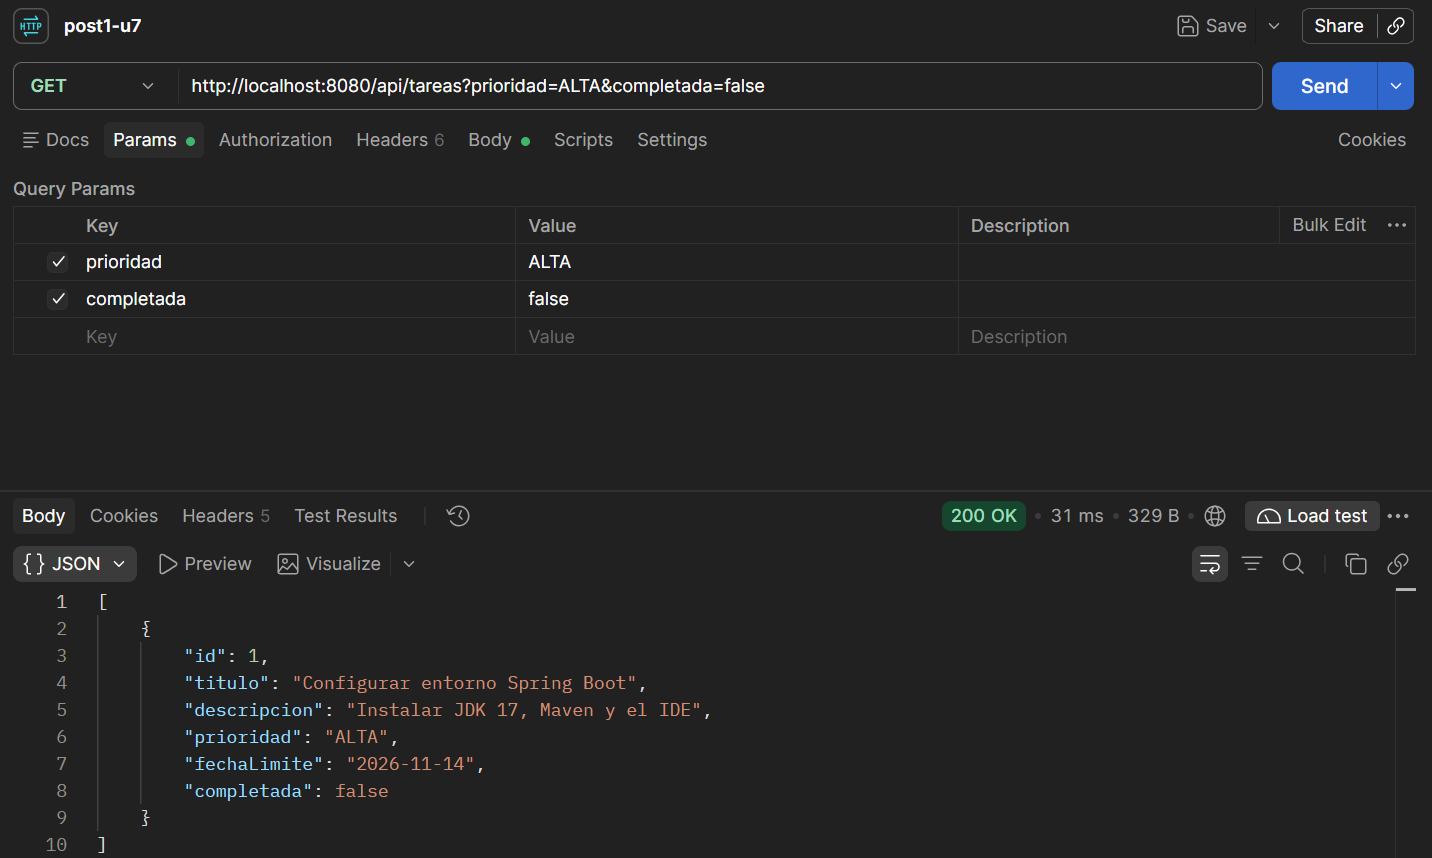 HTTP post1-u7 Save Share
GET http://localhost:8080/api/tareas?prioridad=ALTA&completada=false Send
Docs Params Authorization Headers 6 Body Scripts Settings Cookies
Query Params
Key Value Description Bulk Edit
prioridad ALTA
completada false
Key Value Description
Body Cookies Headers 5 Test Results 200 OK 31 ms 329 B Load test
{} JSON Preview Visualize
1 [
2 {
3 "id": 1,
4 "titulo": "Configurar entorno Spring Boot",
5 "descripcion": "Instalar JDK 17, Maven y el IDE",
6 "prioridad": "ALTA",
7 "fechaLimite": "2026-11-14",
8 "completada": false
9 }
10 ]